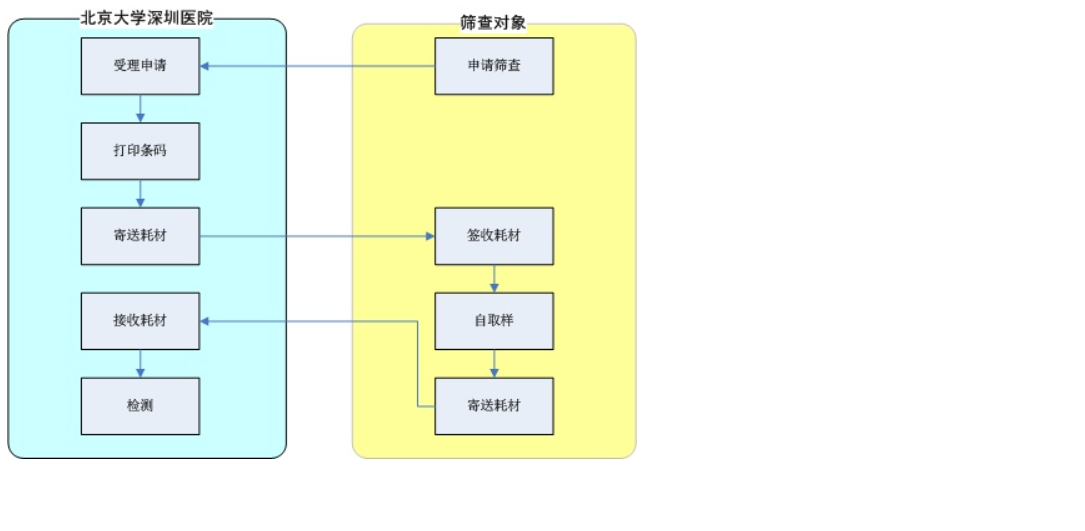 北京大学深圳医院
筛查对象
受理申请
申请筛查
打印条码
寄送耗材
签收耗材
接收耗材
自取样
检测
寄送耗材